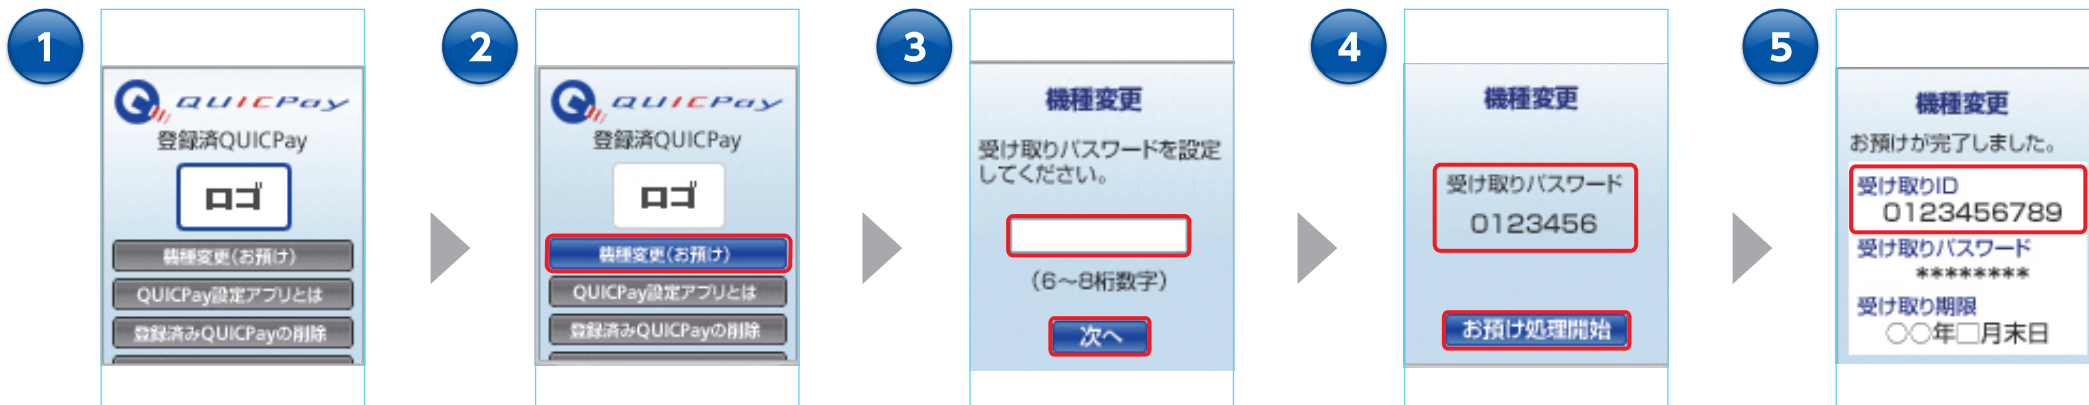 1
QUICPay
登録済QUICPay
ロゴ
機種変更(お預け)
QUICPay設定アプリとは
登録済みQUICPayの削除
2
QUICPay
登録済QUICPay
ロゴ
機種変更(お預け)
QUICPay設定アプリとは
登録済みQUICPayの削除
3
機種変更
受け取りパスワードを設定
してください。
(6〜8桁数字)
次へ
4
機種変更
受け取りパスワード
0123456
お預け処理開始
5
機種変更
お預けが完了しました。
受け取りID
0123456789
受け取りパスワード
********
受け取り期限
○○年□月末日